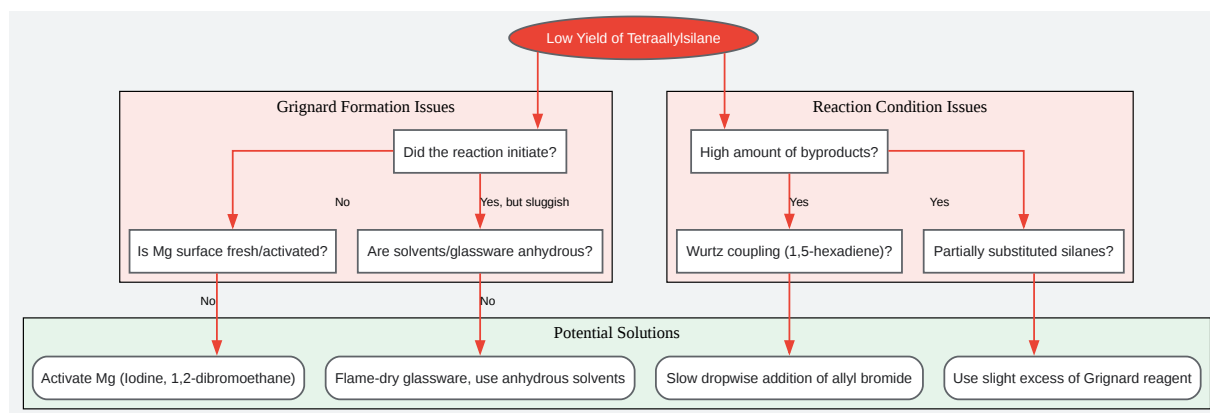 Low Yield of Tetraallylsilane
Grignard Formation Issues
Reaction Condition Issues
Did the reaction initiate?
High amount of byproducts?
No
Yes, but sluggish
Yes
Yes
Is Mg surface fresh/activated?
Are solvents/glassware anhydrous?
Wurtz coupling (1,5-hexadiene)?
Partially substituted silanes?
No
No
Potential Solutions
Activate Mg (Iodine, 1,2-dibromoethane)
Flame-dry glassware, use anhydrous solvents
Slow dropwise addition of allyl bromide
Use slight excess of Grignard reagent